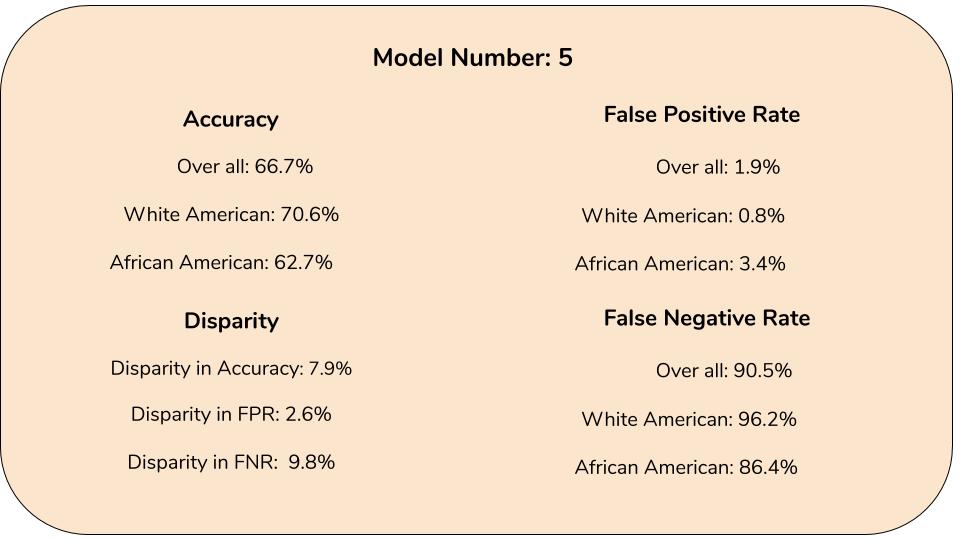 Model Number: 5
Accuracy
Over all: 66.7%
White American: 70.6%
African American: 62.7%
False Positive Rate
Over all: 1.9%
White American: 0.8%
African American: 3.4%
Disparity
Disparity in Accuracy: 7.9%
Disparity in FPR: 2.6%
Disparity in FNR: 9.8%
False Negative Rate
Over all: 90.5%
White American: 96.2%
African American: 86.4%